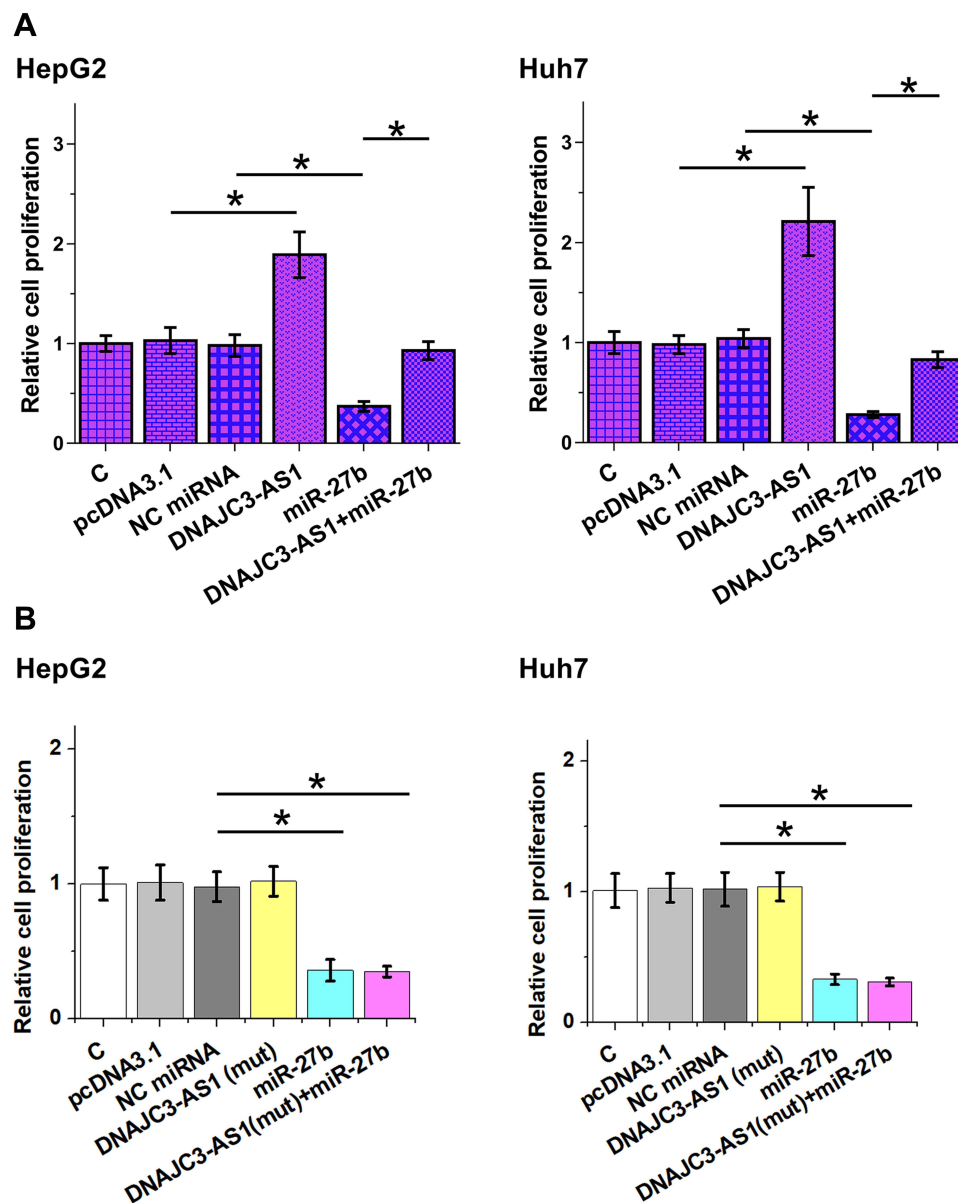 A
HepG2
Relative cell proliferation
3
2
1
0
* * *
C
pcDNA3.1
NC miRNA
DNAJC3-AS1
miR-27b
DNAJC3-AS1+miR-27b
Huh7
Relative cell proliferation
3
2
1
0
* * *
C
pcDNA3.1
NC miRNA
DNAJC3-AS1
miR-27b
DNAJC3-AS1+miR-27b
B
HepG2
Relative cell proliferation
2
1
0
* *
C
pcDNA3.1
NC miRNA
DNAJC3-AS1 (mut)
miR-27b
DNAJC3-AS1(mut)+miR-27b
Huh7
Relative cell proliferation
2
1
0
* *
C
pcDNA3.1
NC miRNA
DNAJC3-AS1 (mut)
miR-27b
DNAJC3-AS1(mut)+miR-27b